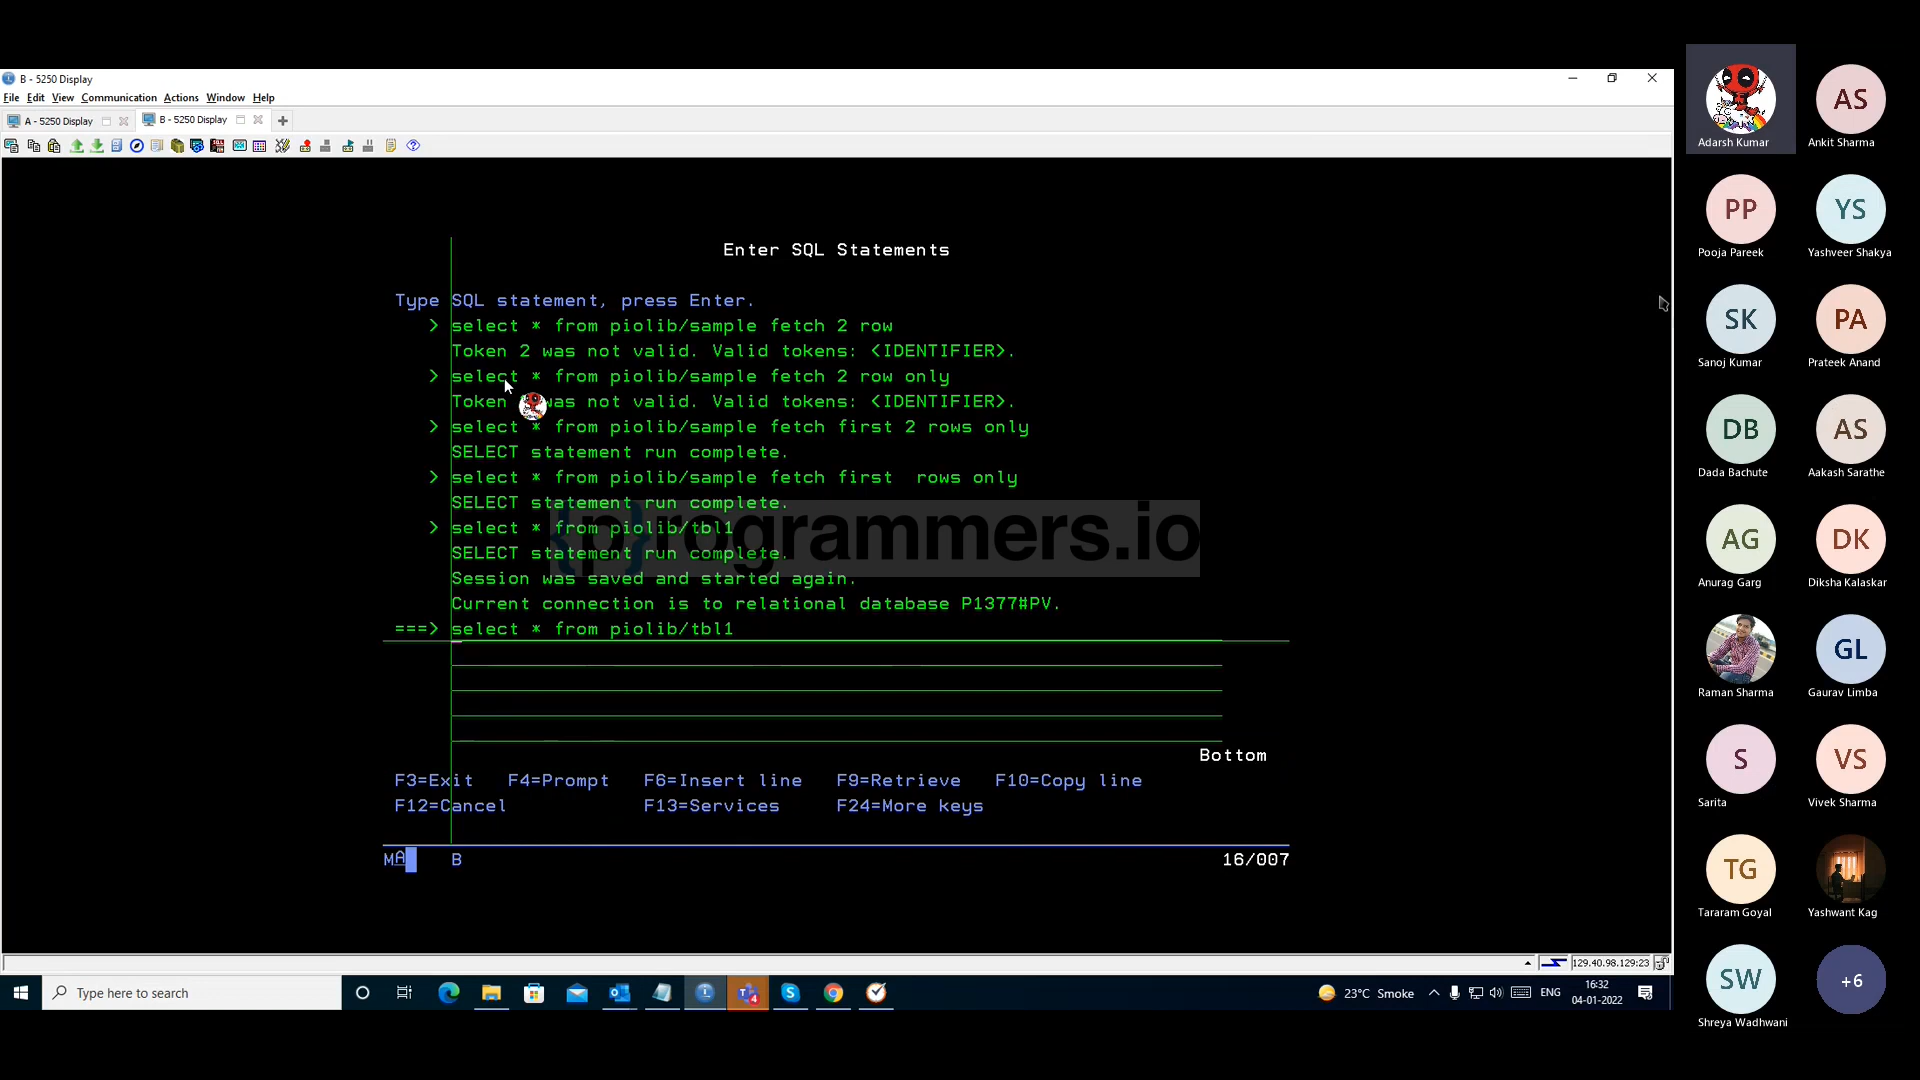 B - 5250 Display
File Edit View Communication Actions Window Help
A - 5250 Display
B - 5250 Display
Enter SQL Statements
Type SQL statement, press Enter.
> select * from piolib/sample fetch 2 row
Token 2 was not valid. Valid tokens: <IDENTIFIER>.
> select * from piolib/sample fetch 2 row only
Token was not valid. Valid tokens: <IDENTIFIER>.
> select * from piolib/sample fetch first 2 rows only
SELECT statement run complete.
> select * from piolib/sample fetch first  rows only
SELECT statement run complete.
> select * from piolib/tbl1
SELECT statement run complete.
Session was saved and started again.
Current connection is to relational database P1377#PV.
===> select * from piolib/tbl1
{p}rogrammers.io
Bottom
F3=Exit F4=Prompt F6=Insert line F9=Retrieve F10=Copy line
F12=Cancel F13=Services F24=More keys
MA B 16/007
129.40.98.129:23
Type here to search
4
23°C Smoke
ENG
16:32
04-01-2022
Adarsh Kumar
AS
Ankit Sharma
PP
Pooja Pareek
YS
Yashveer Shakya
SK
Sanoj Kumar
PA
Prateek Anand
DB
Dada Bachute
AS
Aakash Sarathe
AG
Anurag Garg
DK
Diksha Kalaskar
Raman Sharma
GL
Gaurav Limba
S
Sarita
VS
Vivek Sharma
TG
Tararam Goyal
Yashwant Kag
SW
Shreya Wadhwani
+6